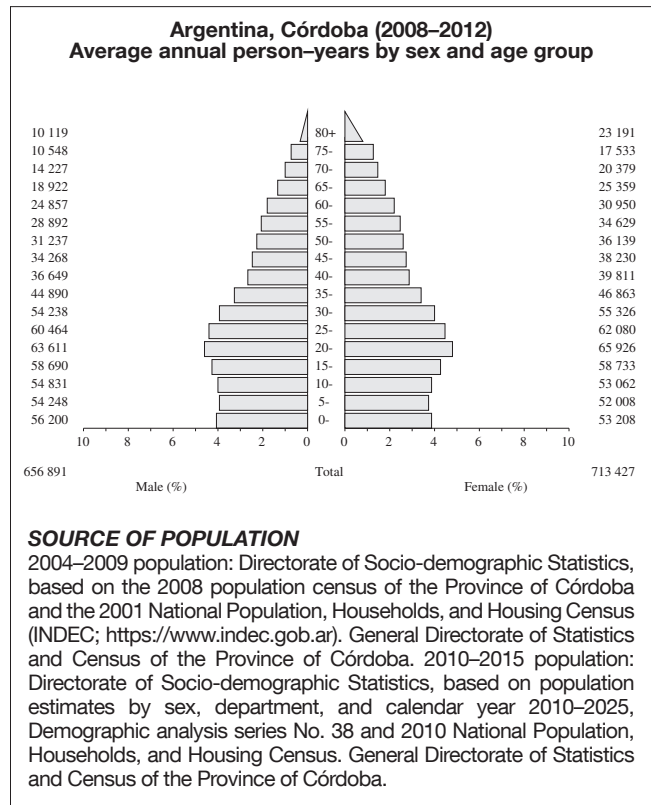 Argentina, Córdoba (2008–2012)
Average annual person–years by sex and age group
10 119 80+ 23 191
10 548 75- 17 533
14 227 70- 20 379
18 922 65- 25 359
24 857 60- 30 950
28 892 55- 34 629
31 237 50- 36 139
34 268 45- 38 230
36 649 40- 39 811
44 890 35- 46 863
54 238 30- 55 326
60 464 25- 62 080
63 611 20- 65 926
58 690 15- 58 733
54 831 10- 53 062
54 248 5- 52 008
56 200 0- 53 208
10 8 6 4 2 0 0 2 4 6 8 10
656 891 Total 713 427
Male (%) Female (%)
SOURCE OF POPULATION
2004–2009 population: Directorate of Socio-demographic Statistics,
based on the 2008 population census of the Province of Córdoba
and the 2001 National Population, Households, and Housing Census
(INDEC; https://www.indec.gob.ar). General Directorate of Statistics
and Census of the Province of Córdoba. 2010–2015 population:
Directorate of Socio-demographic Statistics, based on population
estimates by sex, department, and calendar year 2010–2025,
Demographic analysis series No. 38 and 2010 National Population,
Households, and Housing Census. General Directorate of Statistics
and Census of the Province of Córdoba.